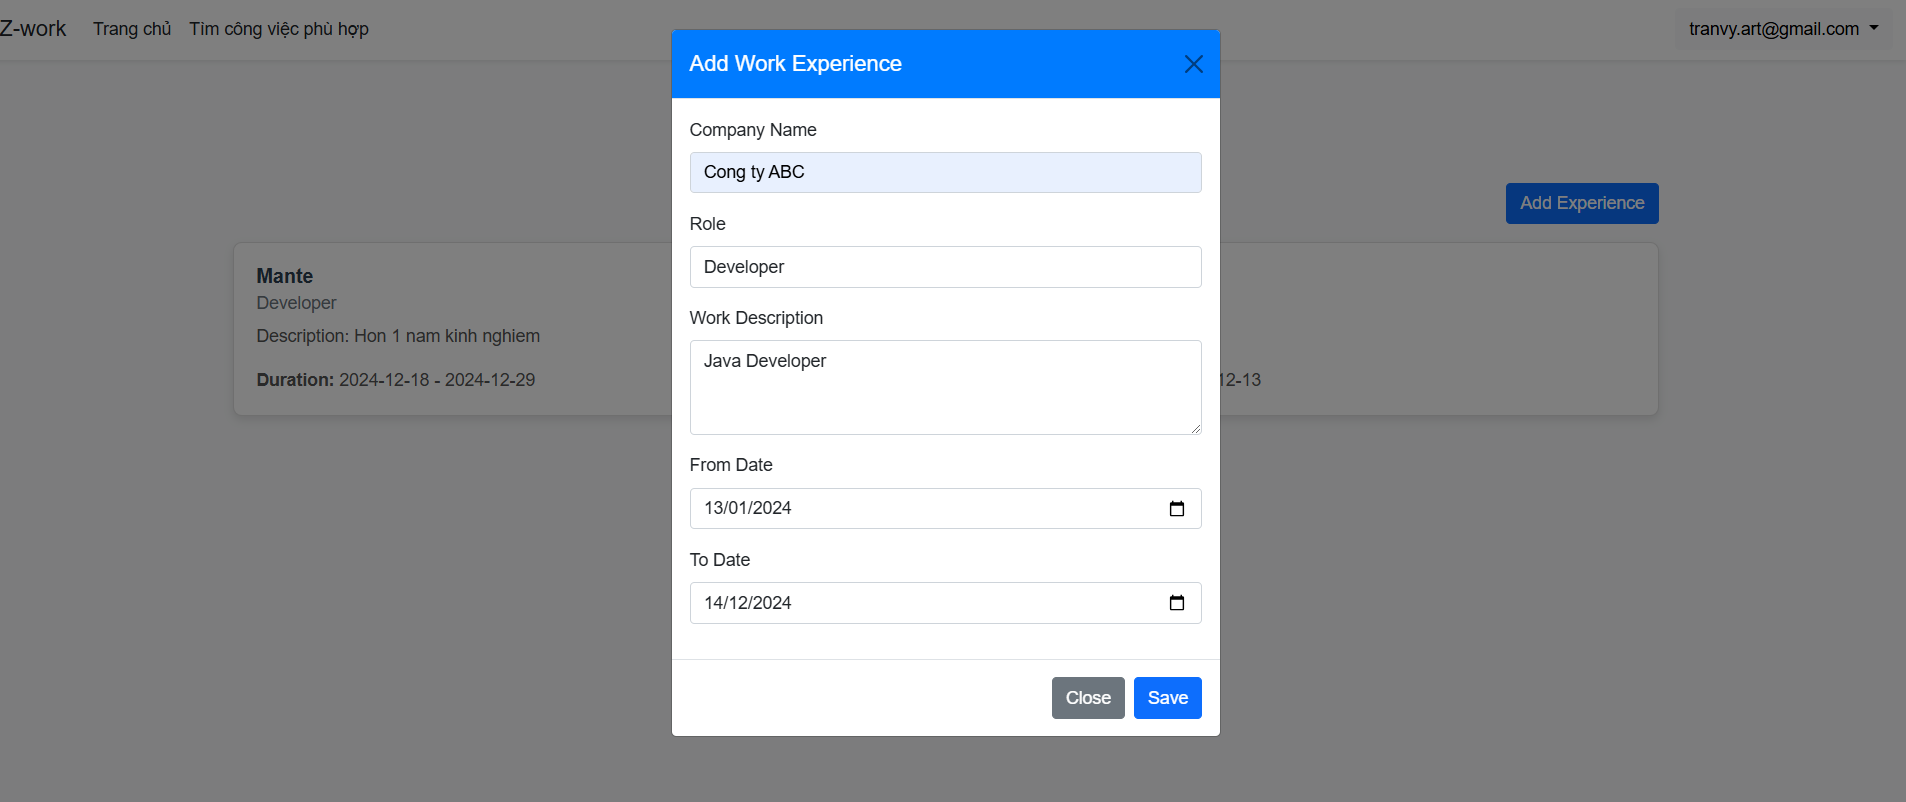 Z-work Trang chủ Tìm công việc phù hợp tranvy.art@gmail.com
Add Work Experience
Company Name
Cong ty ABC
Role
Developer
Work Description
Java Developer
From Date
13/01/2024
To Date
14/12/2024
Close Save
Add Experience
Mante
Developer
Description: Hon 1 nam kinh nghiem
Duration: 2024-12-18 - 2024-12-29
12-13